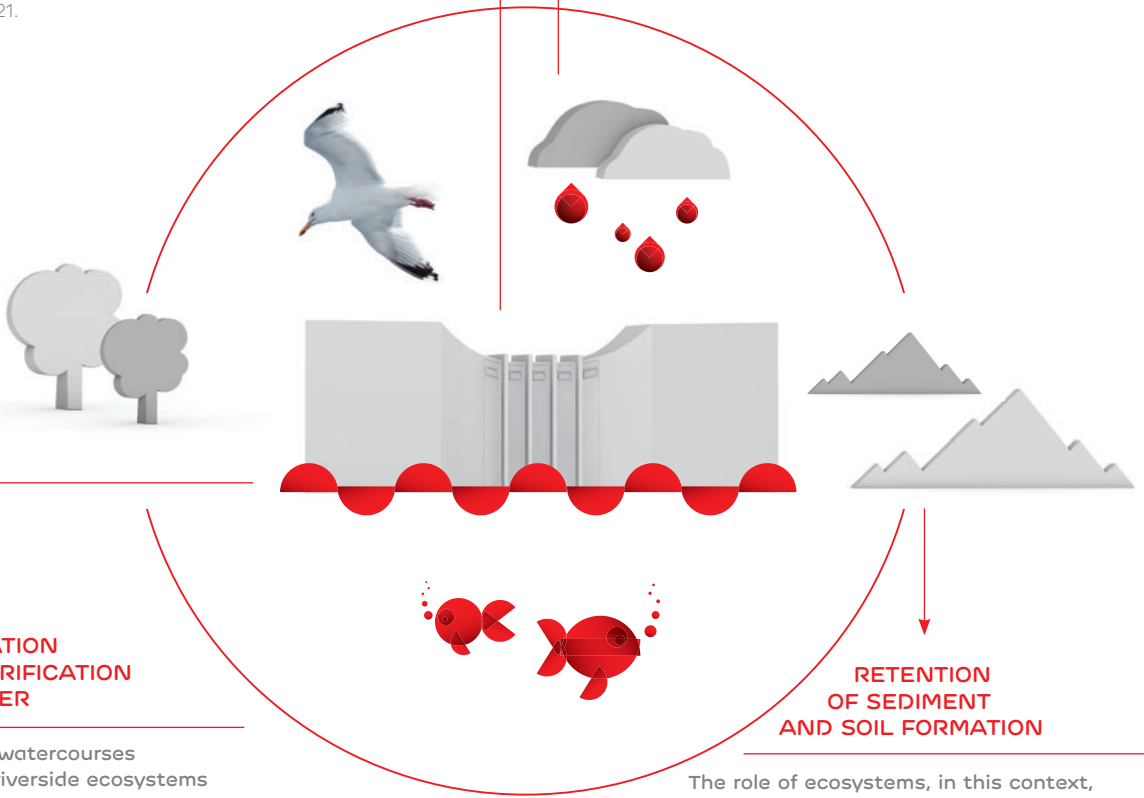 21.
ATION
RIFICATION
ER
watercourses
iverside ecosystems
RETENTION
OF SEDIMENT
AND SOIL FORMATION
The role of ecosystems, in this context,